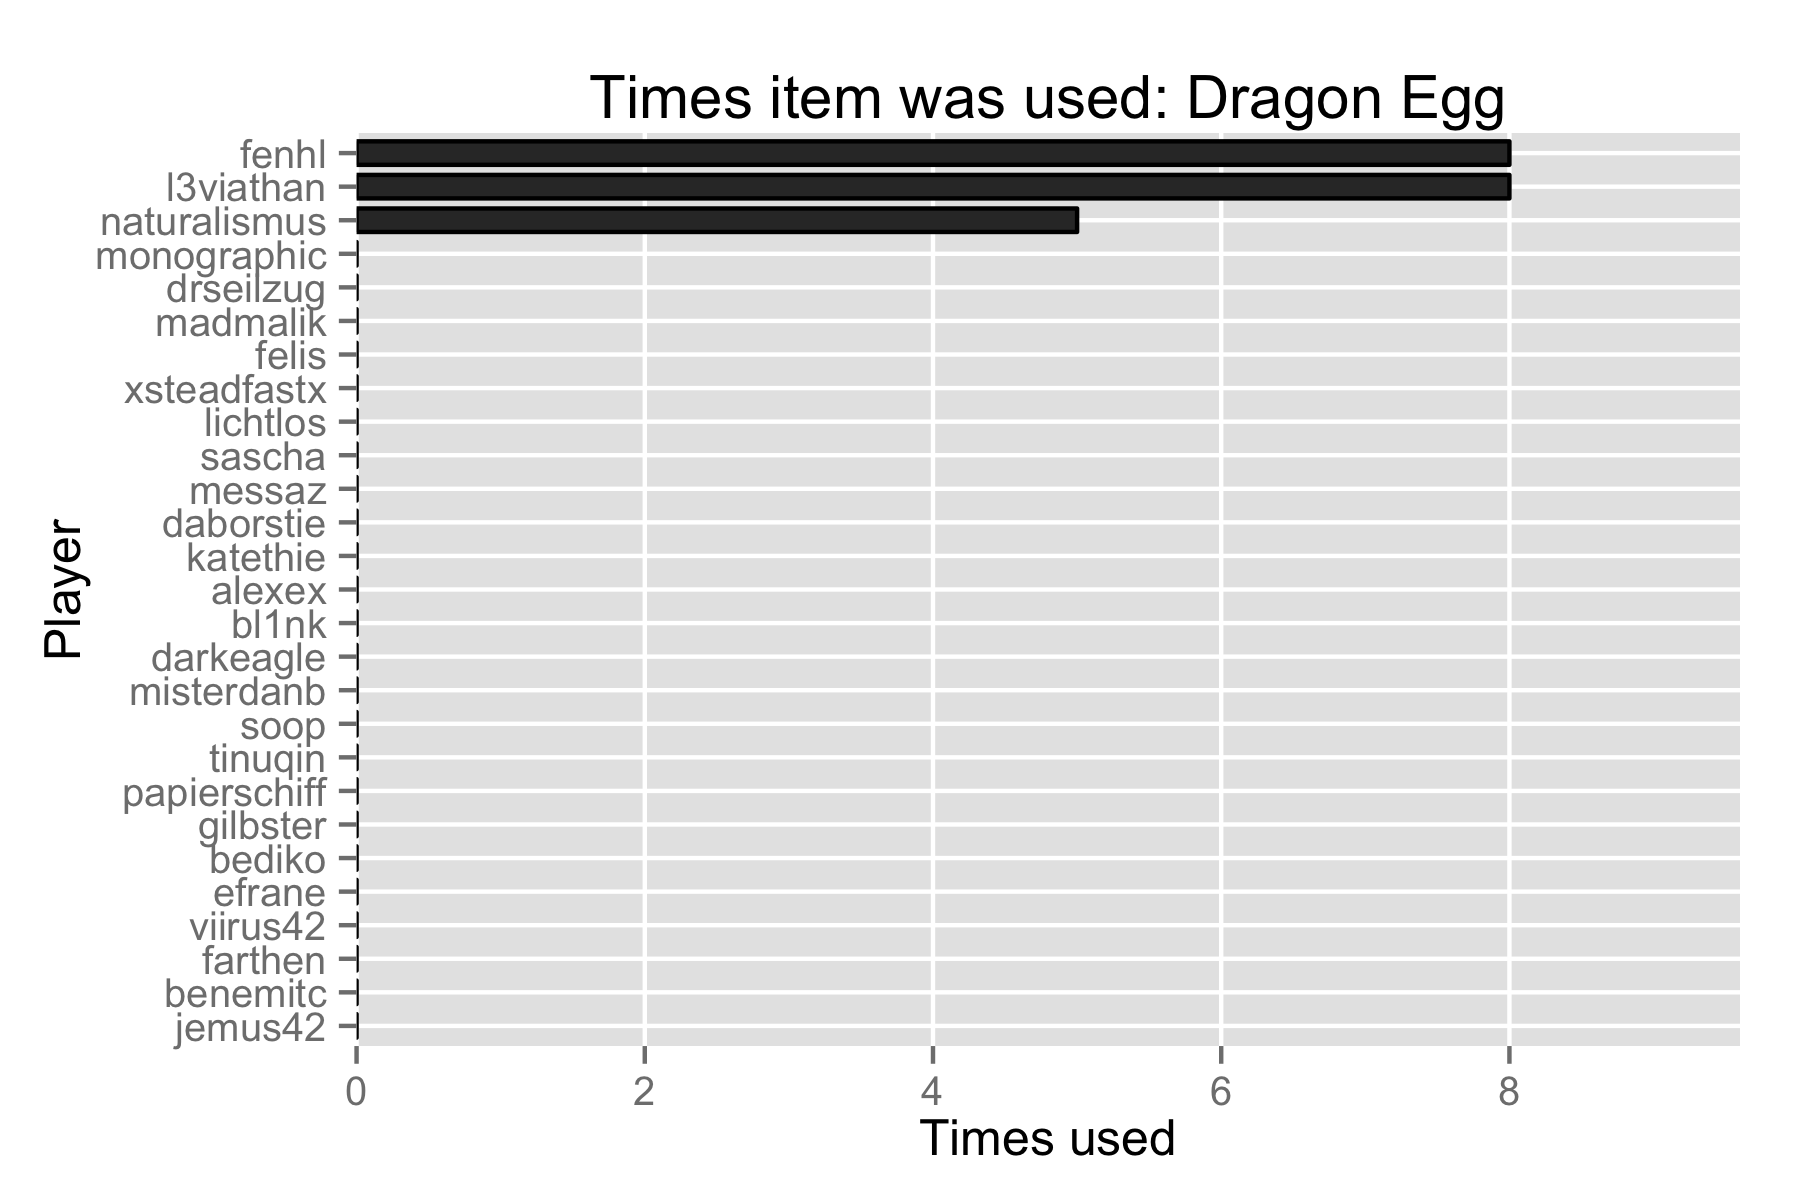 Times item was used: Dragon Egg
Player
fenhl
l3viathan
naturalismus
monographic
drseilzug
madmalik
felis
xsteadfastx
lichtlos
sascha
messaz
daborstie
katethie
alexex
bl1nk
darkeagle
misterdanb
soop
tinuqin
papierschiff
gilbster
bediko
efrane
viirus42
farthen
benemitc
jemus42
0 2 4 6 8
Times used